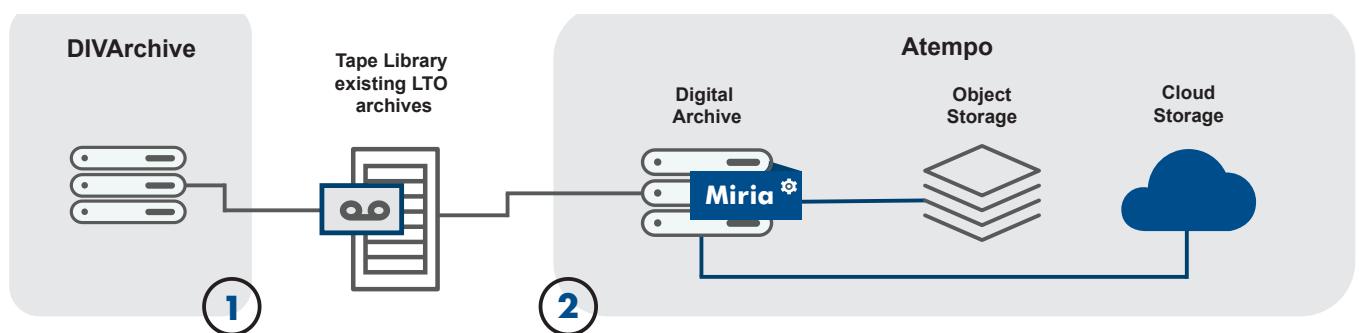 DIVArchive
Tape Library
existing LTO
archives
Atempo
Digital
Archive
Object
Storage
Cloud
Storage
Miria
1
2